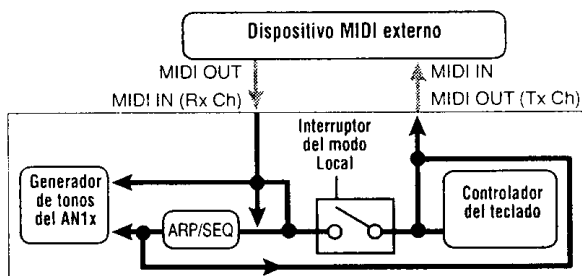 Dispositivo MIDI externo
MIDI OUT
MIDI IN
MIDI IN (Rx Ch)
MIDI OUT (Tx Ch)
Interruptor
del modo
Local
Generador
de tonos
del AN1x
ARP/SEQ
Controlador
del teclado